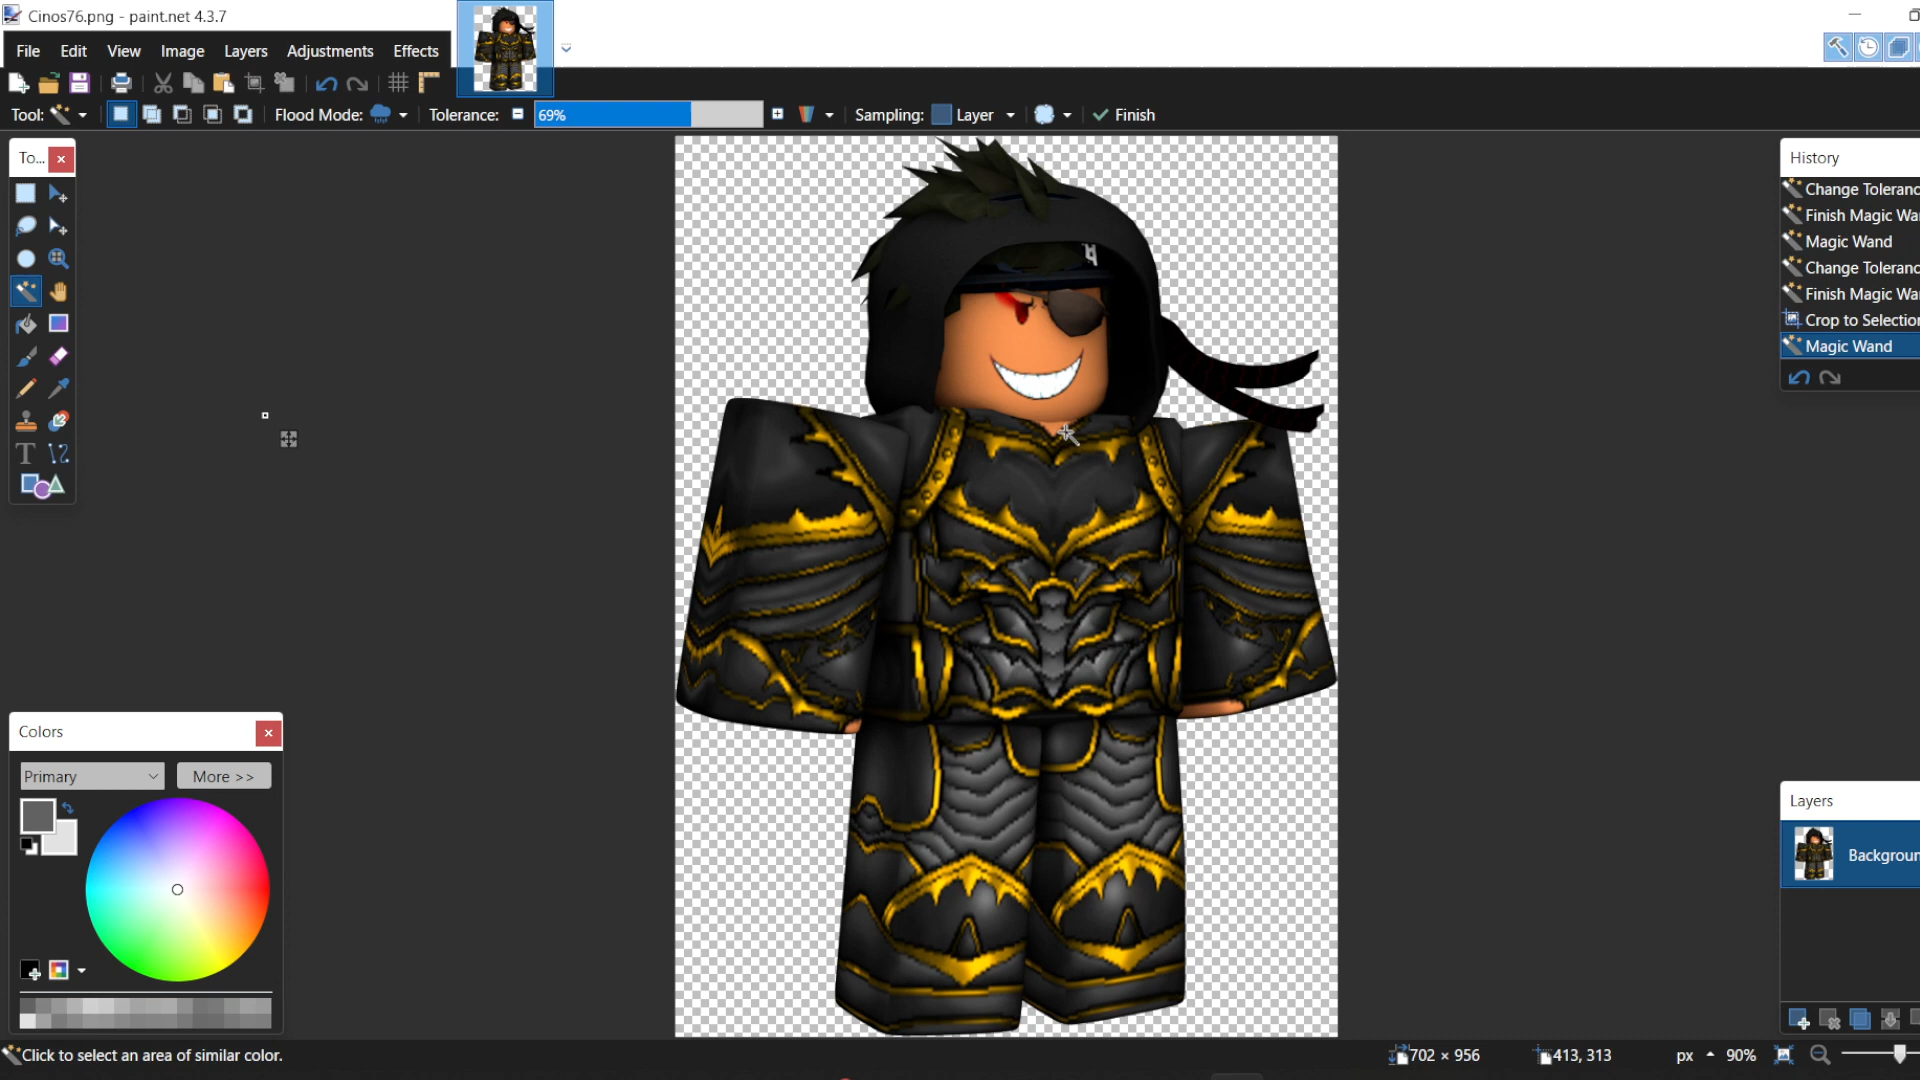 Cinos76.png - paint.net 4.3.7
File Edit View Image Layers Adjustments Effects
Tool: Flood Mode: Tolerance: 69% Sampling: Layer Finish
To...
History
Change Toleranc
Finish Magic Wa
Magic Wand
Change Toleranc
Finish Magic Wa
Crop to Selection
Magic Wand
Colors
Primary More >>
Layers
Backgroun
Click to select an area of similar color.
702 × 956 413, 313 px 90%